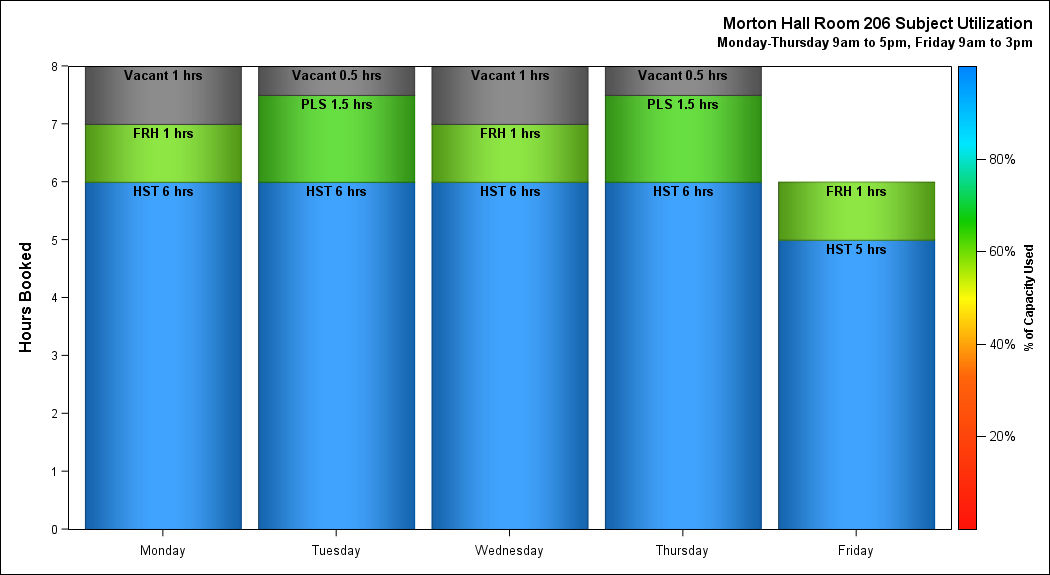 Morton Hall Room 206 Subject Utilization
Monday-Thursday 9am to 5pm, Friday 9am to 3pm
Hours Booked
8
7
6
5
4
3
2
1
0
Vacant 1 hrs
FRH 1 hrs
HST 6 hrs
Vacant 0.5 hrs
PLS 1.5 hrs
HST 6 hrs
Vacant 1 hrs
FRH 1 hrs
HST 6 hrs
Vacant 0.5 hrs
PLS 1.5 hrs
HST 6 hrs
FRH 1 hrs
HST 5 hrs
Monday
Tuesday
Wednesday
Thursday
Friday
80%
60%
40%
20%
% of Capacity Used